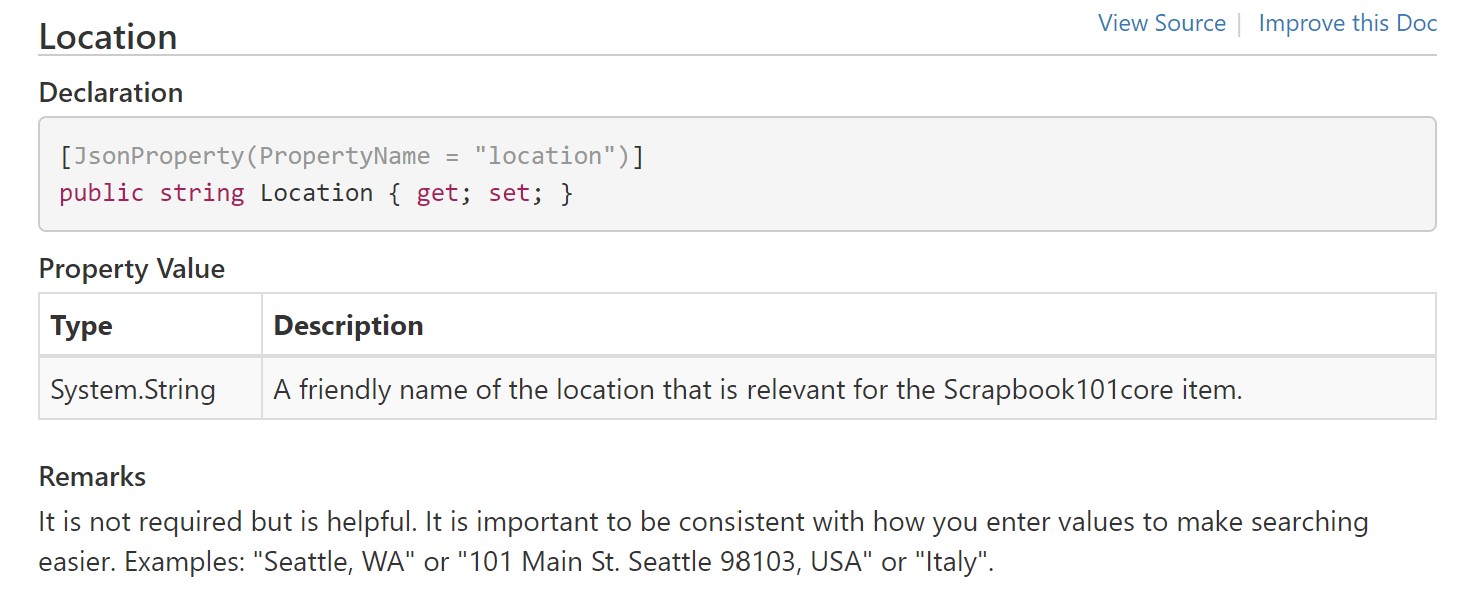 Location
View Source | Improve this Doc
Declaration
[JsonProperty(PropertyName = "location")]
public string Location { get; set; }
Property Value
Type Description
System.String A friendly name of the location that is relevant for the Scrapbook101core item.
Remarks
It is not required but is helpful. It is important to be consistent with how you enter values to make searching
easier. Examples: "Seattle, WA" or "101 Main St. Seattle 98103, USA" or "Italy".